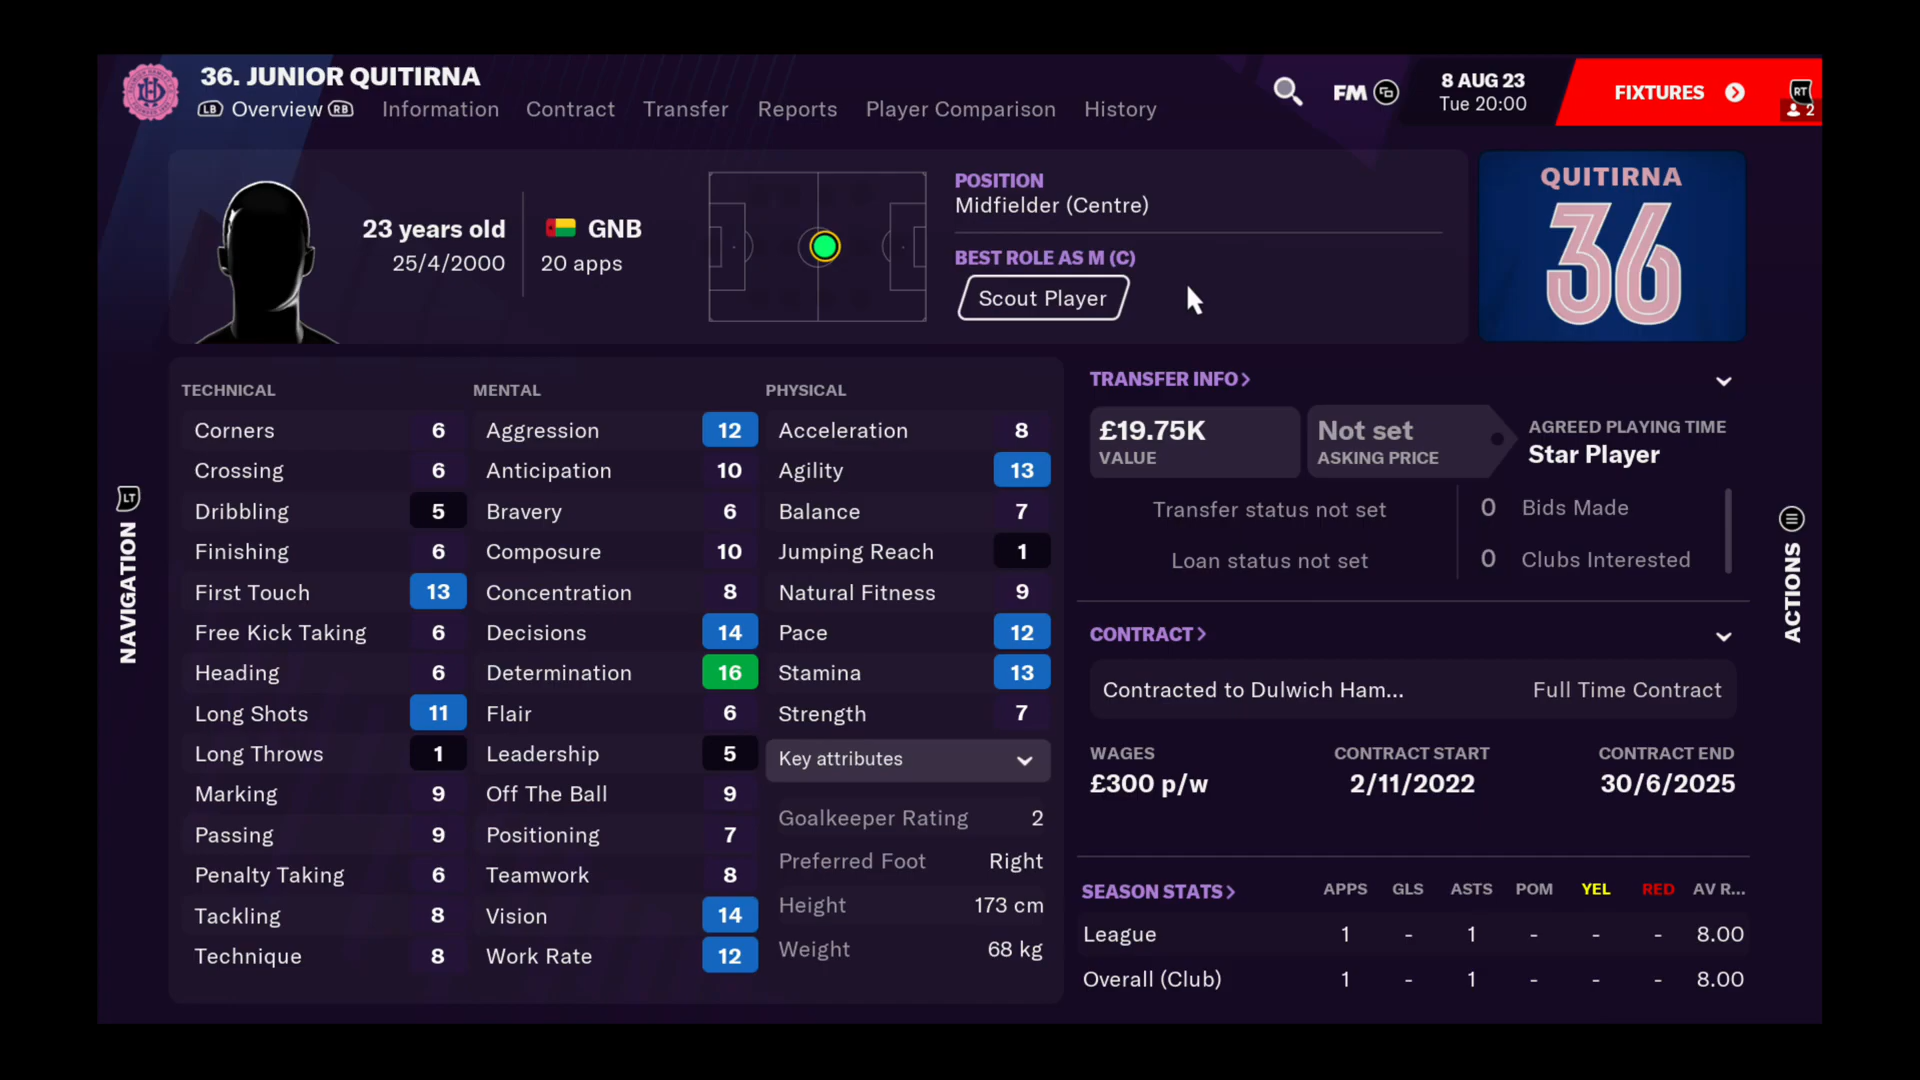 36. JUNIOR QUITIRNA
LB Overview RB Information Contract Transfer Reports Player Comparison History
FM
8 AUG 23
Tue 20:00
FIXTURES
RT
2
23 years old
25/4/2000
GNB
20 apps
POSITION
Midfielder (Centre)
BEST ROLE AS M (C)
Scout Player
QUITIRNA
36
TECHNICAL
Corners 6
Crossing 6
Dribbling 5
Finishing 6
First Touch 13
Free Kick Taking 6
Heading 6
Long Shots 11
Long Throws 1
Marking 9
Passing 9
Penalty Taking 6
Tackling 8
Technique 8
MENTAL
Aggression 12
Anticipation 10
Bravery 6
Composure 10
Concentration 8
Decisions 14
Determination 16
Flair 6
Leadership 5
Off The Ball 9
Positioning 7
Teamwork 8
Vision 14
Work Rate 12
PHYSICAL
Acceleration 8
Agility 13
Balance 7
Jumping Reach 1
Natural Fitness 9
Pace 12
Stamina 13
Strength 7
Key attributes
Goalkeeper Rating 2
Preferred Foot Right
Height 173 cm
Weight 68 kg
TRANSFER INFO
£19.75K
VALUE
Not set
ASKING PRICE
AGREED PLAYING TIME
Star Player
Transfer status not set
Loan status not set
0 Bids Made
0 Clubs Interested
CONTRACT
Contracted to Dulwich Ham... Full Time Contract
WAGES CONTRACT START CONTRACT END
£300 p/w 2/11/2022 30/6/2025
SEASON STATS APPS GLS ASTS POM YEL RED AV R...
League 1 - 1 - - - 8.00
Overall (Club) 1 - 1 - - - 8.00
LT
NAVIGATION
ACTIONS